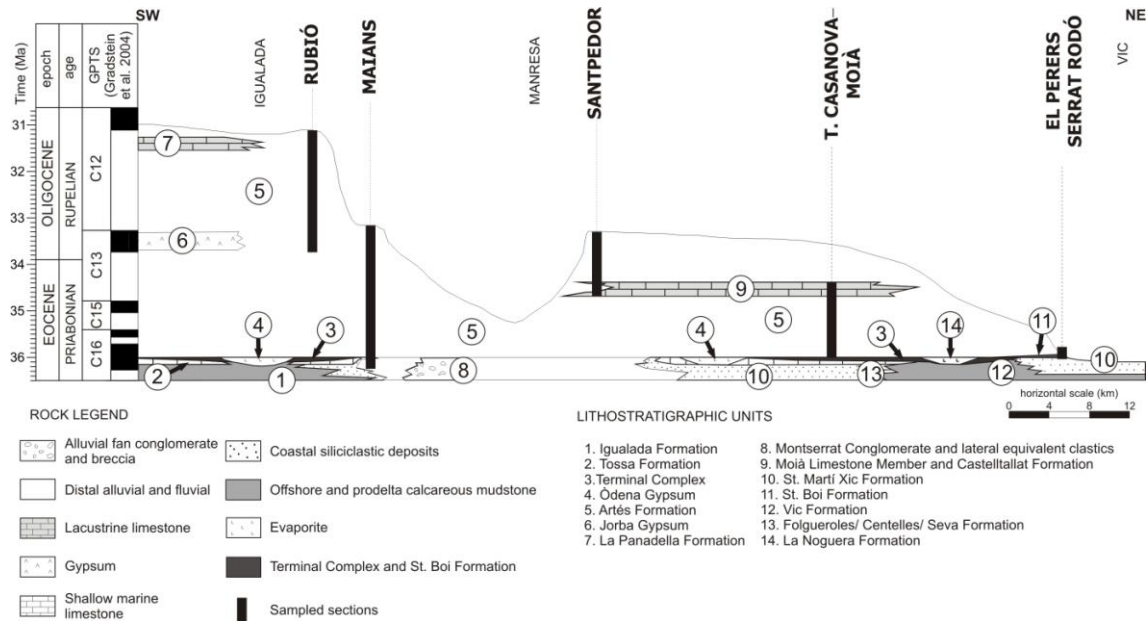 SW
NE
Time (Ma)
epoch
age
GPTS
(Gradstein
et al. 2004)
IGUALADA
RUBIÓ
MAIANS
MANRESA
SANTPEDOR
T. CASANOVA-
MOIÀ
EL PERERS
SERRAT RODÓ
VIC
31
32
33
34
35
36
OLIGOCENE
EOCENE
RUPELIAN
PRIABONIAN
C12
C13
C15
C16
7
5
6
4
3
2
1
5
8
9
5
4
10
3
13
14
12
11
10
horizontal scale (km)
0 4 8 12
ROCK LEGEND
Alluvial fan conglomerate
and breccia
Distal alluvial and fluvial
Lacustrine limestone
Gypsum
Shallow marine
limestone
Coastal siliciclastic deposits
Offshore and prodelta calcareous mudstone
Evaporite
Terminal Complex and St. Boi Formation
Sampled sections
LITHOSTRATIGRAPHIC UNITS
1. Igualada Formation
2. Tossa Formation
3.Terminal Complex
4. Òdena Gypsum
5. Artés Formation
6. Jorba Gypsum
7. La Panadella Formation
8. Montserrat Conglomerate and lateral equivalent clastics
9. Moià Limestone Member and Castelltallat Formation
10. St. Martí Xic Formation
11. St. Boi Formation
12. Vic Formation
13. Folgueroles/ Centelles/ Seva Formation
14. La Noguera Formation